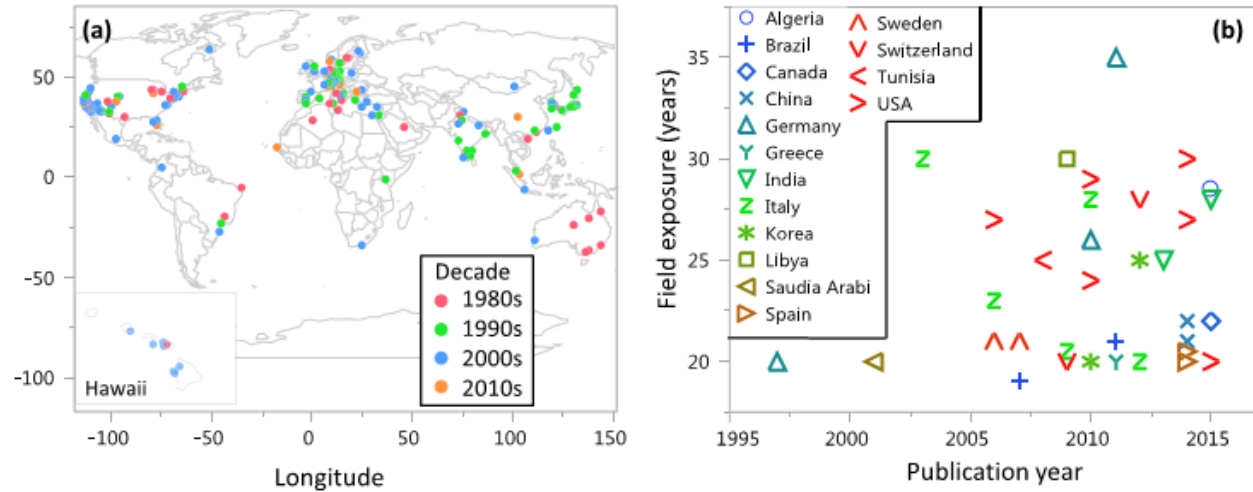 (a)
50
0
−50
−100
−100
−50
0
50
100
150
Longitude
Decade
1980s
1990s
2000s
2010s
Hawaii
(b)
Field exposure (years)
35
30
25
20
1995
2000
2005
2010
2015
Publication year
Algeria
Brazil
Canada
China
Germany
Greece
India
Italy
Korea
Libya
Saudia Arabi
Spain
Sweden
Switzerland
Tunisia
USA